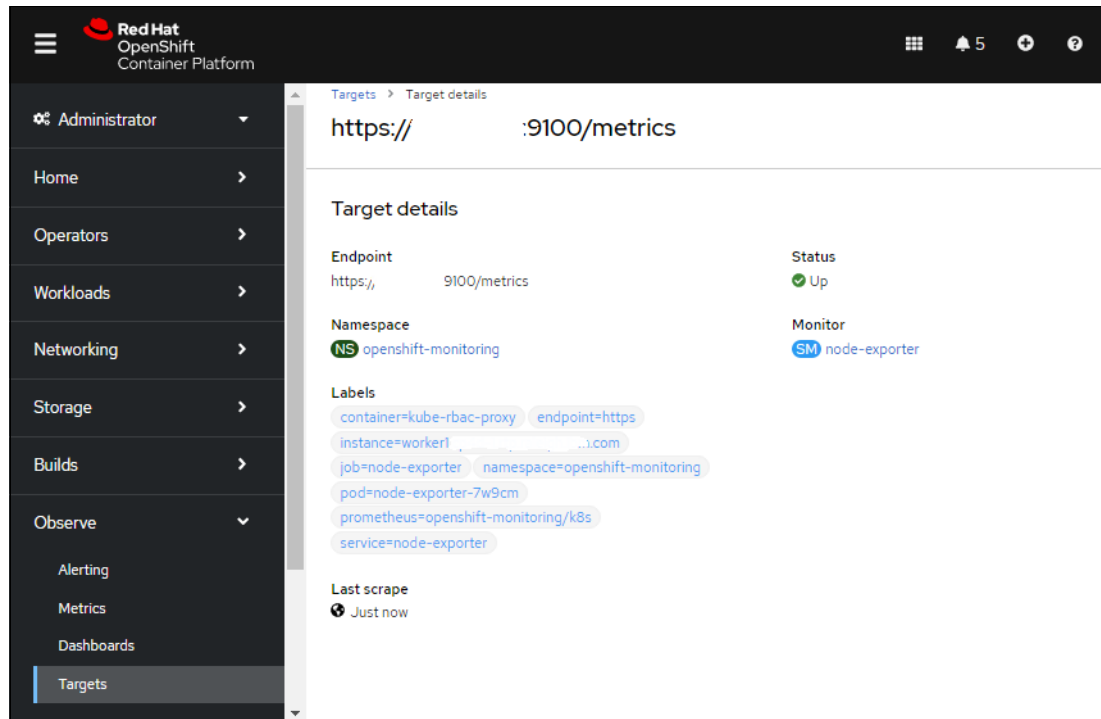 Red Hat
OpenShift
Container Platform
5
Administrator
Home
Operators
Workloads
Networking
Storage
Builds
Observe
Alerting
Metrics
Dashboards
Targets
Targets > Target details
https:// :9100/metrics
Target details
Endpoint
https:/ 9100/metrics
Status
Up
Namespace
NS openshift-monitoring
Monitor
SM node-exporter
Labels
container=kube-rbac-proxy endpoint=https
instance=worker1 .com
job=node-exporter namespace=openshift-monitoring
pod=node-exporter-7w9cm
prometheus=openshift-monitoring/k8s
service=node-exporter
Last scrape
Just now